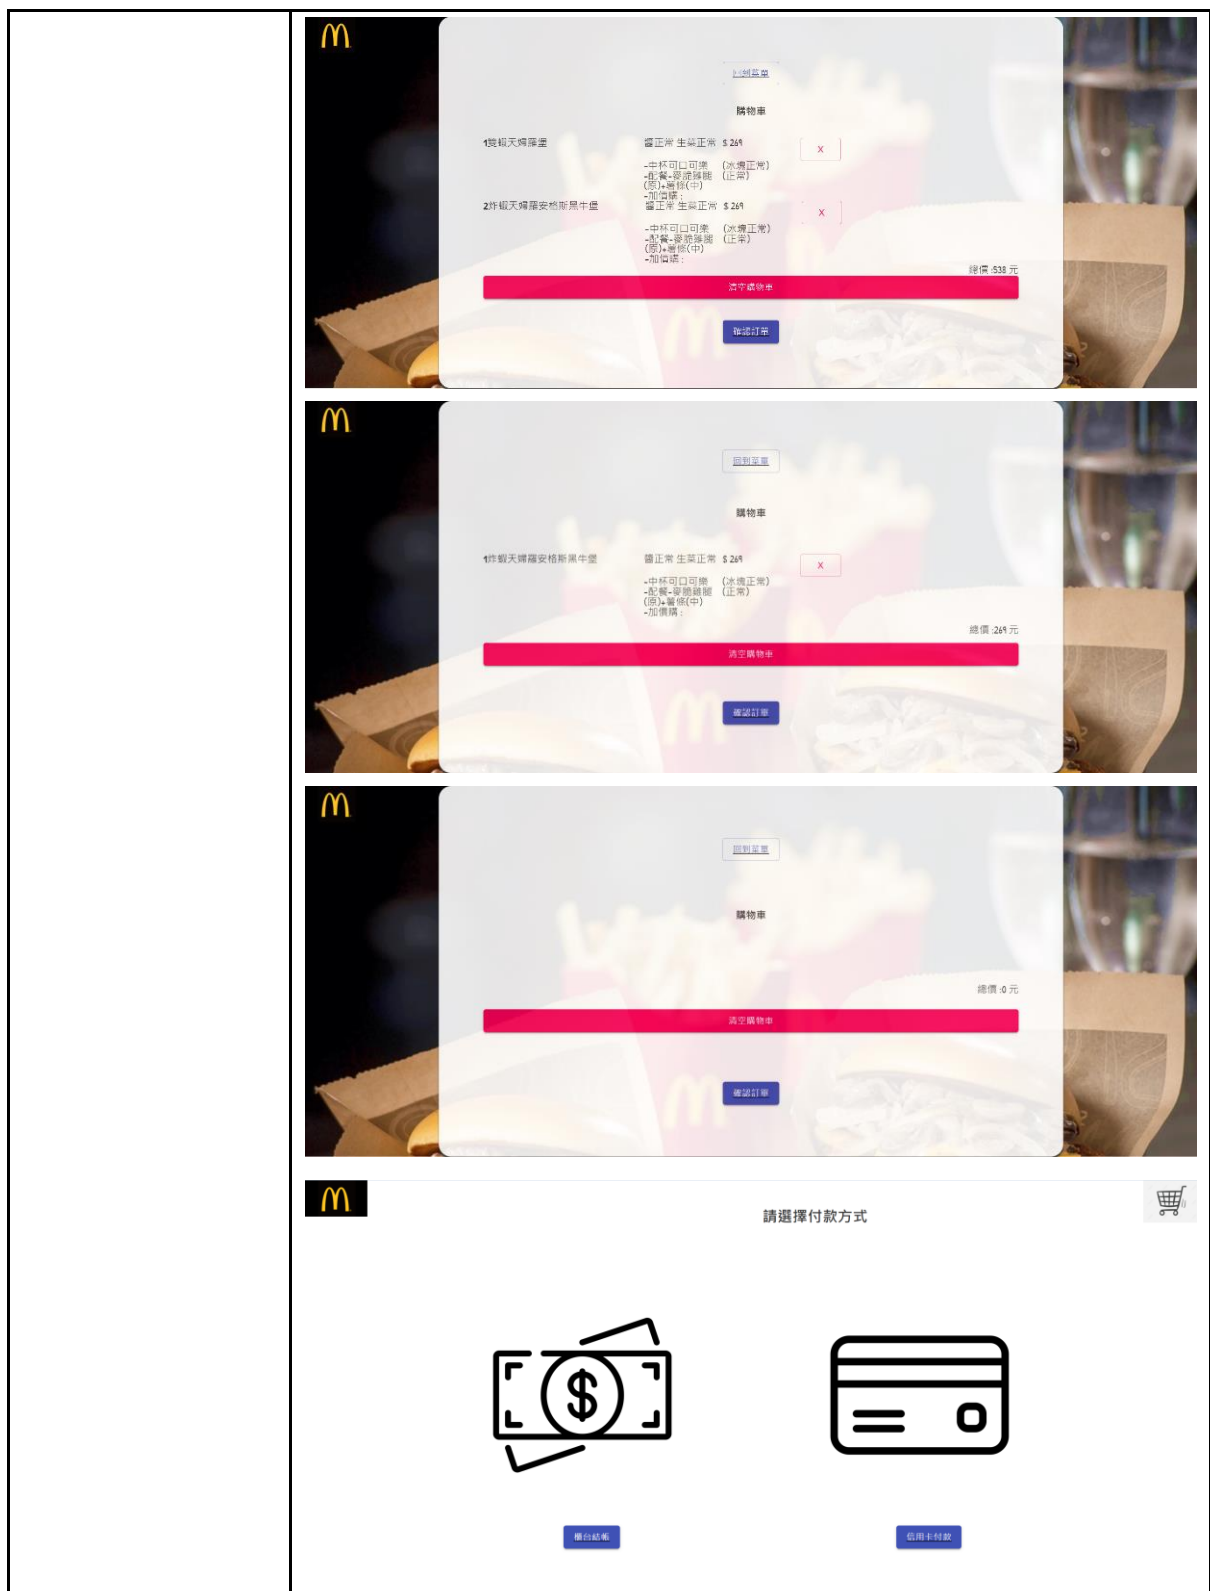 回到菜單
購物車
1雙蝦天婦羅堡 醬正常 生菜正常 $ 269 X
-中杯可口可樂 (冰塊正常)
-配餐-麥脆雞腿 (正常)
(原)+薯條(中)
-加價購 :
2炸蝦天婦羅安格斯黑牛堡 醬正常 生菜正常 $ 269 X
-中杯可口可樂 (冰塊正常)
-配餐-麥脆雞腿 (正常)
(原)+薯條(中)
-加價購 :
總價 :538 元
清空購物車
確認訂單
回到菜單
購物車
1炸蝦天婦羅安格斯黑牛堡 醬正常 生菜正常 $ 269 X
-中杯可口可樂 (冰塊正常)
-配餐-麥脆雞腿 (正常)
(原)+薯條(中)
-加價購 :
總價 :269 元
清空購物車
確認訂單
回到菜單
購物車
總價 :0 元
清空購物車
確認訂單
請選擇付款方式
櫃台結帳
信用卡付款